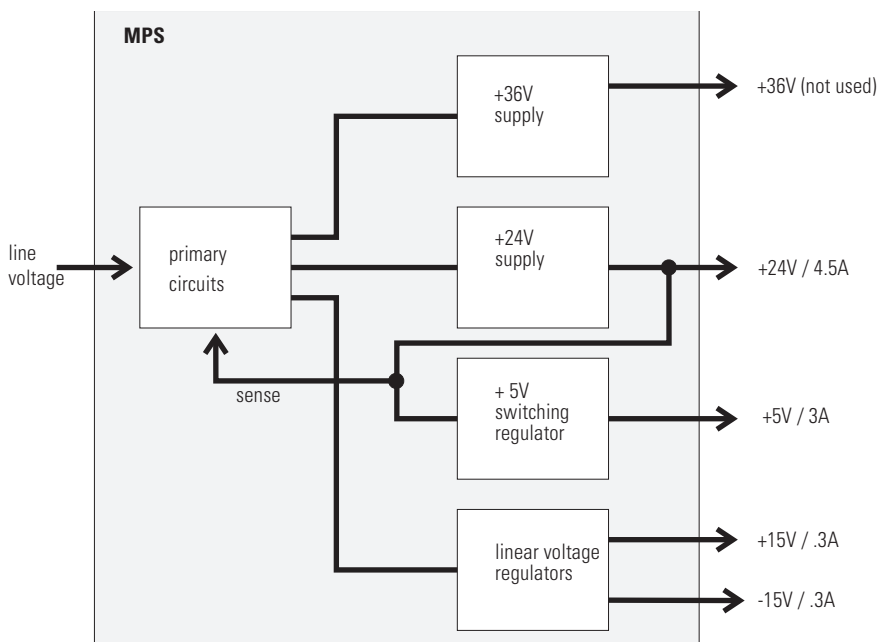 MPS
+36V
supply
+36V (not used)
line
voltage
primary
circuits
+24V
supply
+24V / 4.5A
sense
+ 5V
switching
regulator
+5V / 3A
linear voltage
regulators
+15V / .3A
-15V / .3A